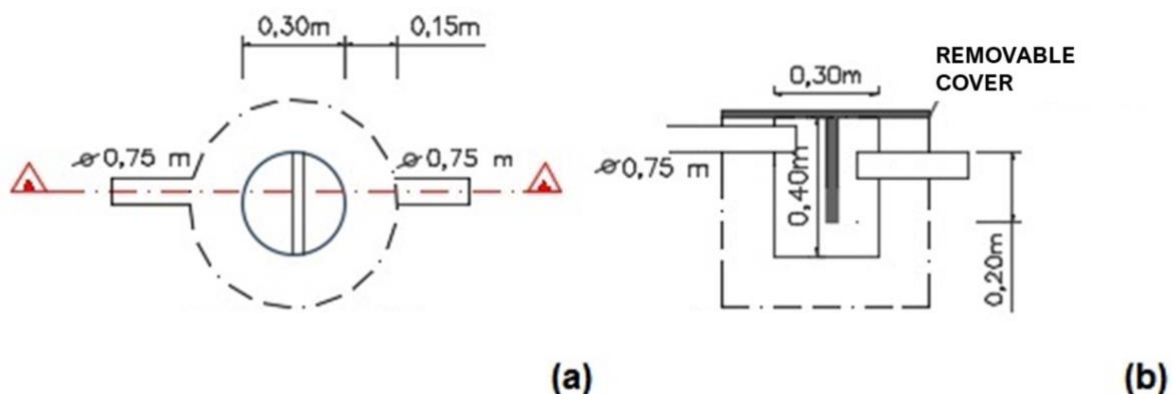 0,30m 0,15m
⌀0,75 m ⌀0,75 m
(a)
REMOVABLE
COVER
0,30m
⌀0,75 m
0,40m
0,20m
(b)